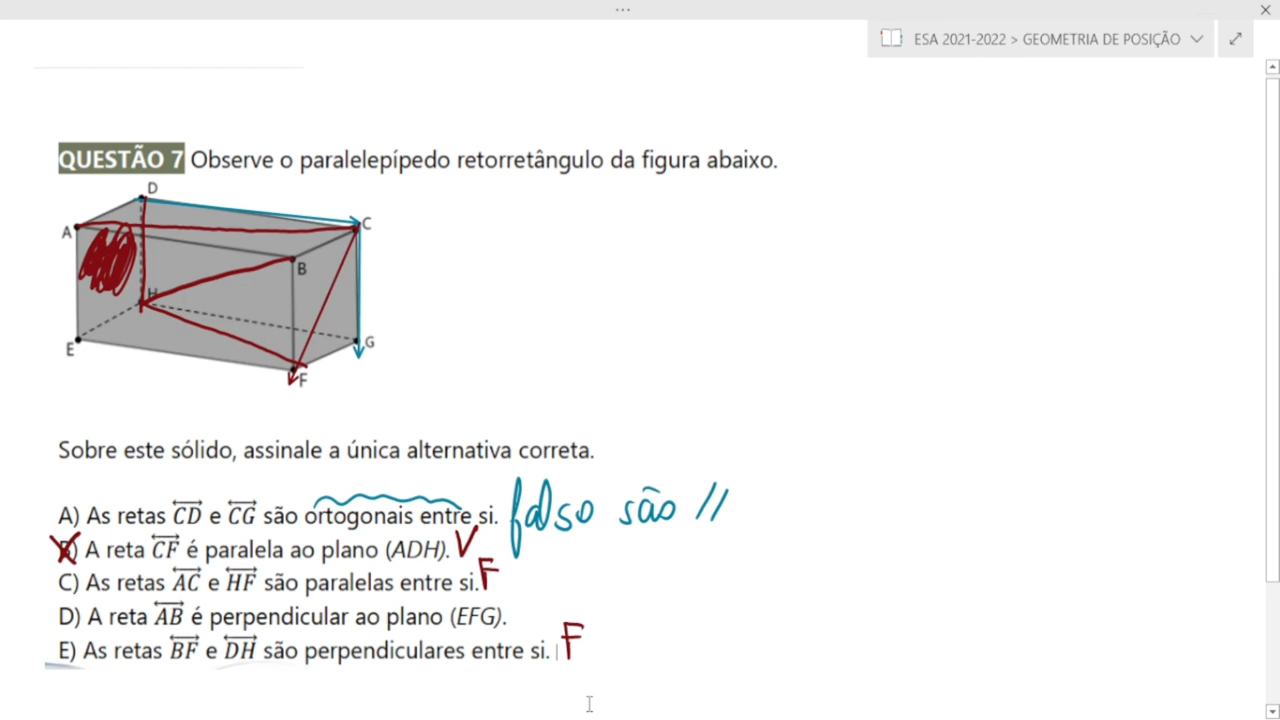 ESA 2021-2022 > GEOMETRIA DE POSIÇÃO
QUESTÃO 7 Observe o paralelepípedo retorretângulo da figura abaixo.
D
A
C
B
H
E
G
F
Sobre este sólido, assinale a única alternativa correta.
A) As retas CD e CG são ortogonais entre si. falso são //
B) A reta CF é paralela ao plano (ADH). V
C) As retas AC e HF são paralelas entre si. F
D) A reta AB é perpendicular ao plano (EFG).
E) As retas BF e DH são perpendiculares entre si. F